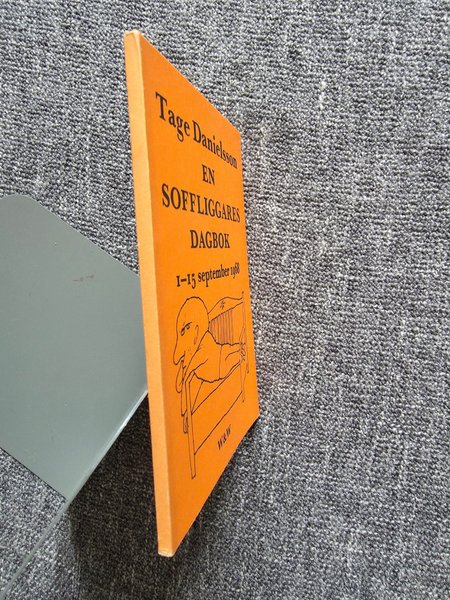 Tage Danielsson
EN
SOFFLIGGARES
DAGBOK
1–15 september 1968
W&W